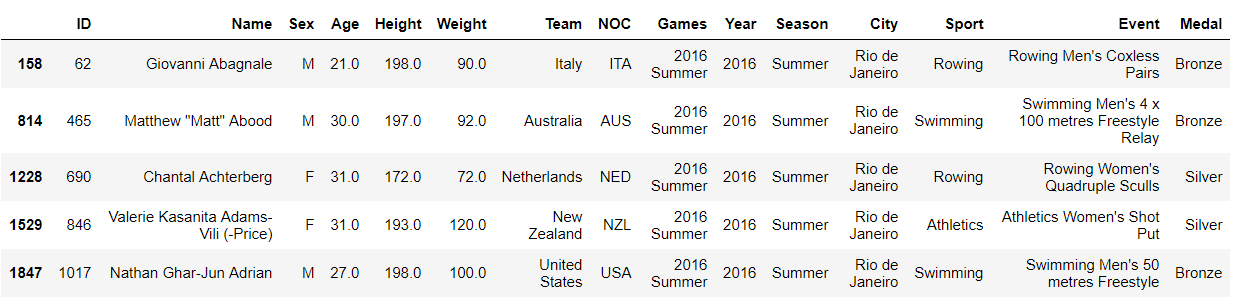 ID Name Sex Age Height Weight Team NOC Games Year Season City Sport Event Medal
158 62 Giovanni Abagnale M 21.0 198.0 90.0 Italy ITA 2016 Summer 2016 Summer Rio de Janeiro Rowing Rowing Men's Coxless Pairs Bronze
814 465 Matthew "Matt" Abood M 30.0 197.0 92.0 Australia AUS 2016 Summer 2016 Summer Rio de Janeiro Swimming Swimming Men's 4 x 100 metres Freestyle Relay Bronze
1228 690 Chantal Achterberg F 31.0 172.0 72.0 Netherlands NED 2016 Summer 2016 Summer Rio de Janeiro Rowing Rowing Women's Quadruple Sculls Silver
1529 846 Valerie Kasanita Adams-Vili (-Price) F 31.0 193.0 120.0 New Zealand NZL 2016 Summer 2016 Summer Rio de Janeiro Athletics Athletics Women's Shot Put Silver
1847 1017 Nathan Ghar-Jun Adrian M 27.0 198.0 100.0 United States USA 2016 Summer 2016 Summer Rio de Janeiro Swimming Swimming Men's 50 metres Freestyle Bronze